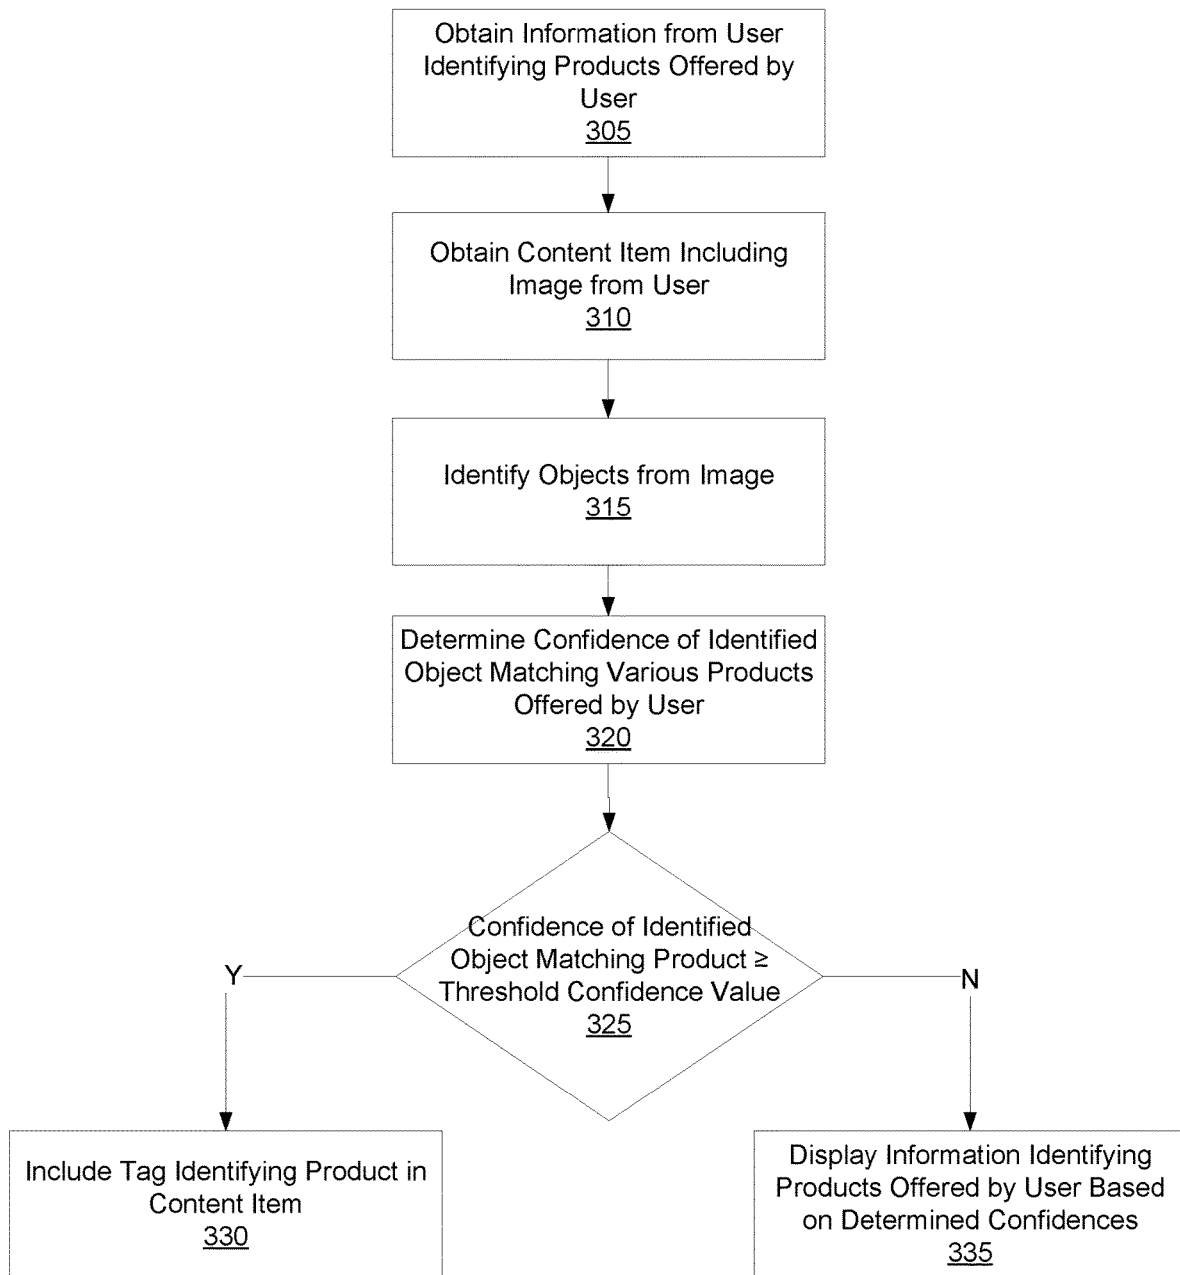 Obtain Information from User
Identifying Products Offered by
User
305
Obtain Content Item Including
Image from User
310
Identify Objects from Image
315
Determine Confidence of Identified
Object Matching Various Products
Offered by User
320
Confidence of Identified
Object Matching Product ≥
Threshold Confidence Value
325
Y
N
Include Tag Identifying Product in
Content Item
330
Display Information Identifying
Products Offered by User Based
on Determined Confidences
335